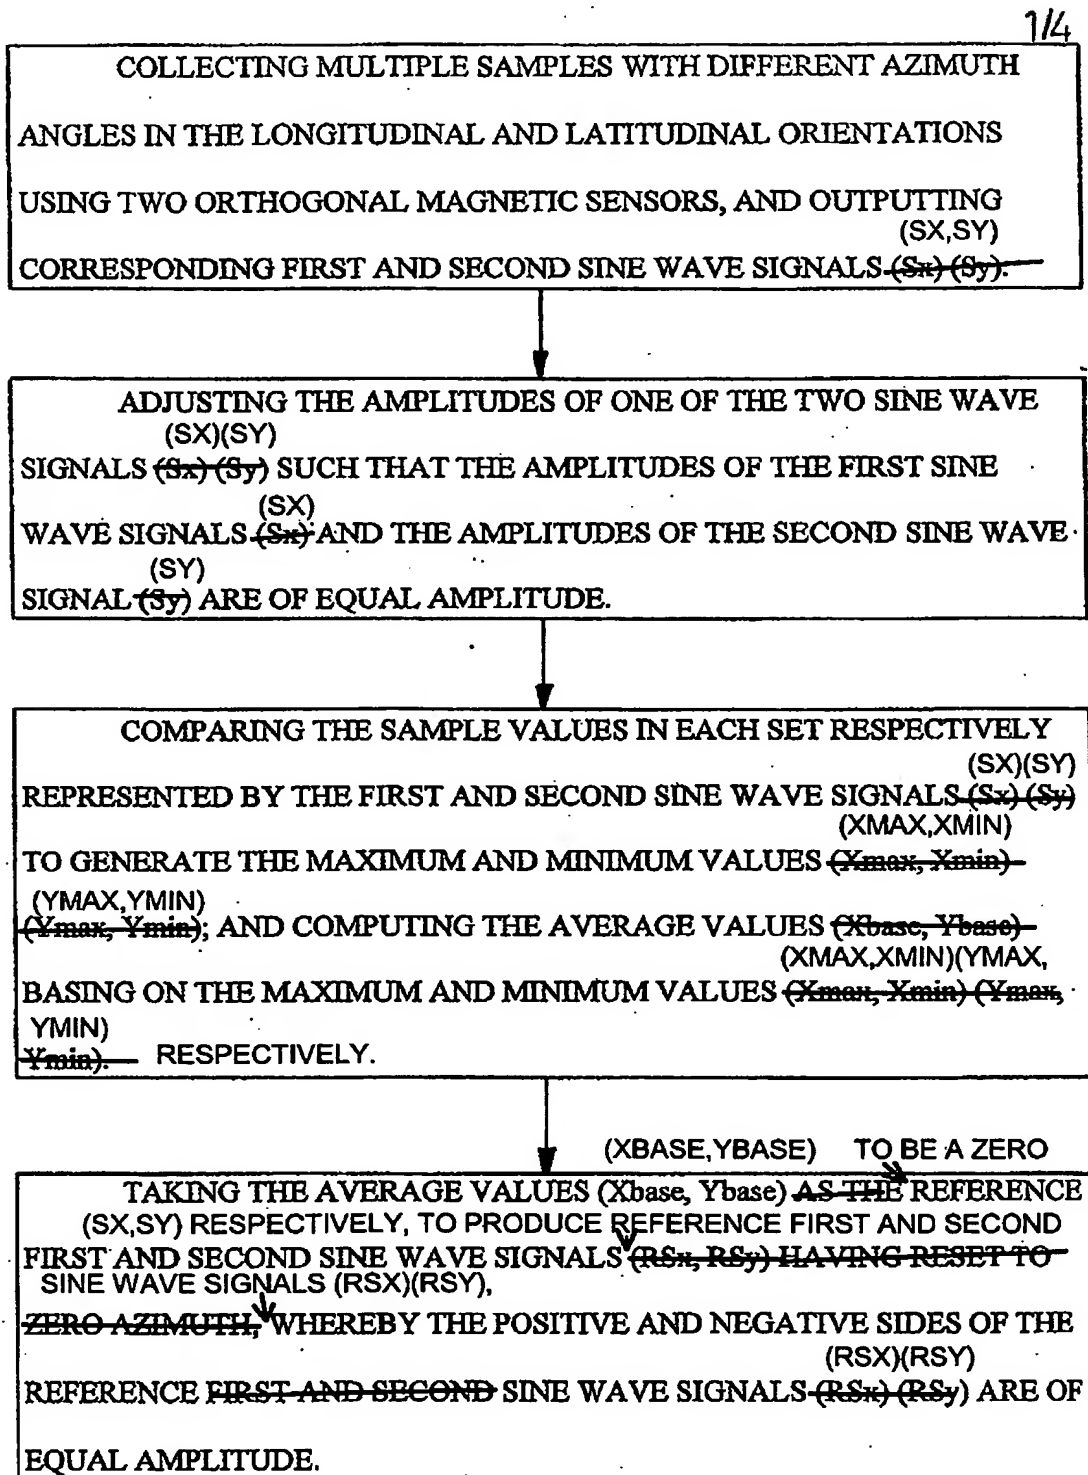 1/4
COLLECTING MULTIPLE SAMPLES WITH DIFFERENT AZIMUTH
ANGLES IN THE LONGITUDINAL AND LATITUDINAL ORIENTATIONS
USING TWO ORTHOGONAL MAGNETIC SENSORS, AND OUTPUTTING
(SX,SY)
CORRESPONDING FIRST AND SECOND SINE WAVE SIGNALS (Sx) (Sy).
ADJUSTING THE AMPLITUDES OF ONE OF THE TWO SINE WAVE
(SX)(SY)
SIGNALS (Sx) (Sy) SUCH THAT THE AMPLITUDES OF THE FIRST SINE
(SX)
WAVE SIGNALS (Sx) AND THE AMPLITUDES OF THE SECOND SINE WAVE
(SY)
SIGNAL (Sy) ARE OF EQUAL AMPLITUDE.
COMPARING THE SAMPLE VALUES IN EACH SET RESPECTIVELY
(SX)(SY)
REPRESENTED BY THE FIRST AND SECOND SINE WAVE SIGNALS (Sx) (Sy)
(XMAX,XMIN)
TO GENERATE THE MAXIMUM AND MINIMUM VALUES (Xmax, Xmin)
(YMAX,YMIN)
(Ymax, Ymin); AND COMPUTING THE AVERAGE VALUES (Xbase, Ybase)
(XMAX,XMIN)(YMAX,
BASING ON THE MAXIMUM AND MINIMUM VALUES (Xmax, Xmin) (Ymax,
YMIN)
Ymin). RESPECTIVELY.
(XBASE,YBASE) TO BE A ZERO
TAKING THE AVERAGE VALUES (Xbase, Ybase) AS THE REFERENCE
(SX,SY) RESPECTIVELY, TO PRODUCE REFERENCE FIRST AND SECOND
FIRST AND SECOND SINE WAVE SIGNALS (RSx, RSy) HAVING RESET TO
SINE WAVE SIGNALS (RSX)(RSY),
ZERO AZIMUTH, WHEREBY THE POSITIVE AND NEGATIVE SIDES OF THE
(RSX)(RSY)
REFERENCE FIRST AND SECOND SINE WAVE SIGNALS (RSx) (RSy) ARE OF
EQUAL AMPLITUDE.